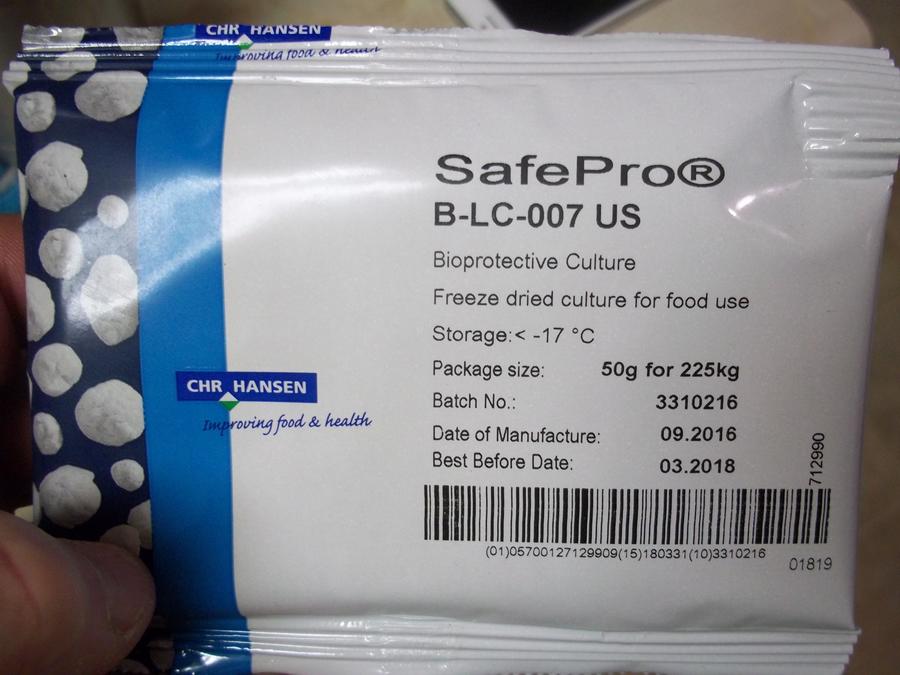 CHR HANSEN
Improving food & health
SafePro®
B-LC-007 US
Bioprotective Culture
Freeze dried culture for food use
Storage:< -17 °C
Package size: 50g for 225kg
Batch No.: 3310216
Date of Manufacture: 09.2016
Best Before Date: 03.2018
712990
(01)05700127129909(15)180331(10)3310216
01819
CHR HANSEN
Improving food & health